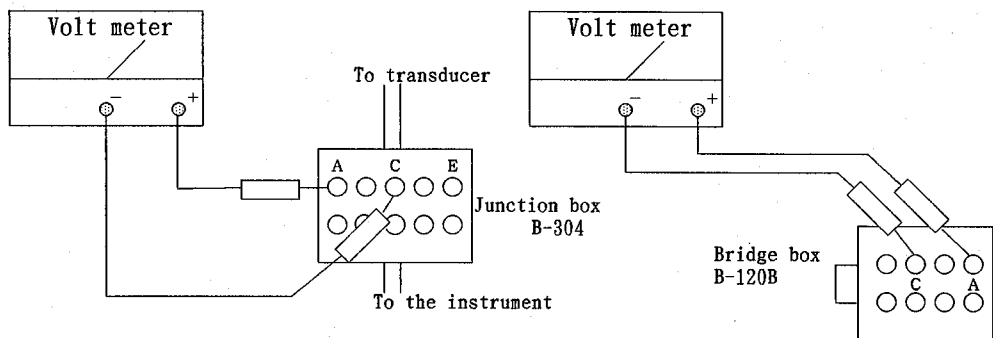 Volt meter
- +
To transducer
A C E
Junction box
B-304
To the instrument
Volt meter
- +
Bridge box
B-120B
C A